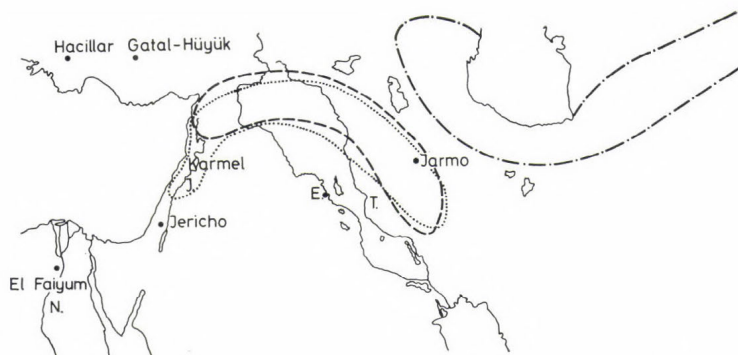 Hacillar Gatal-Hüyük
Karmel
J.
Jarmo
E.
T.
Jericho
El Faiyum
N.